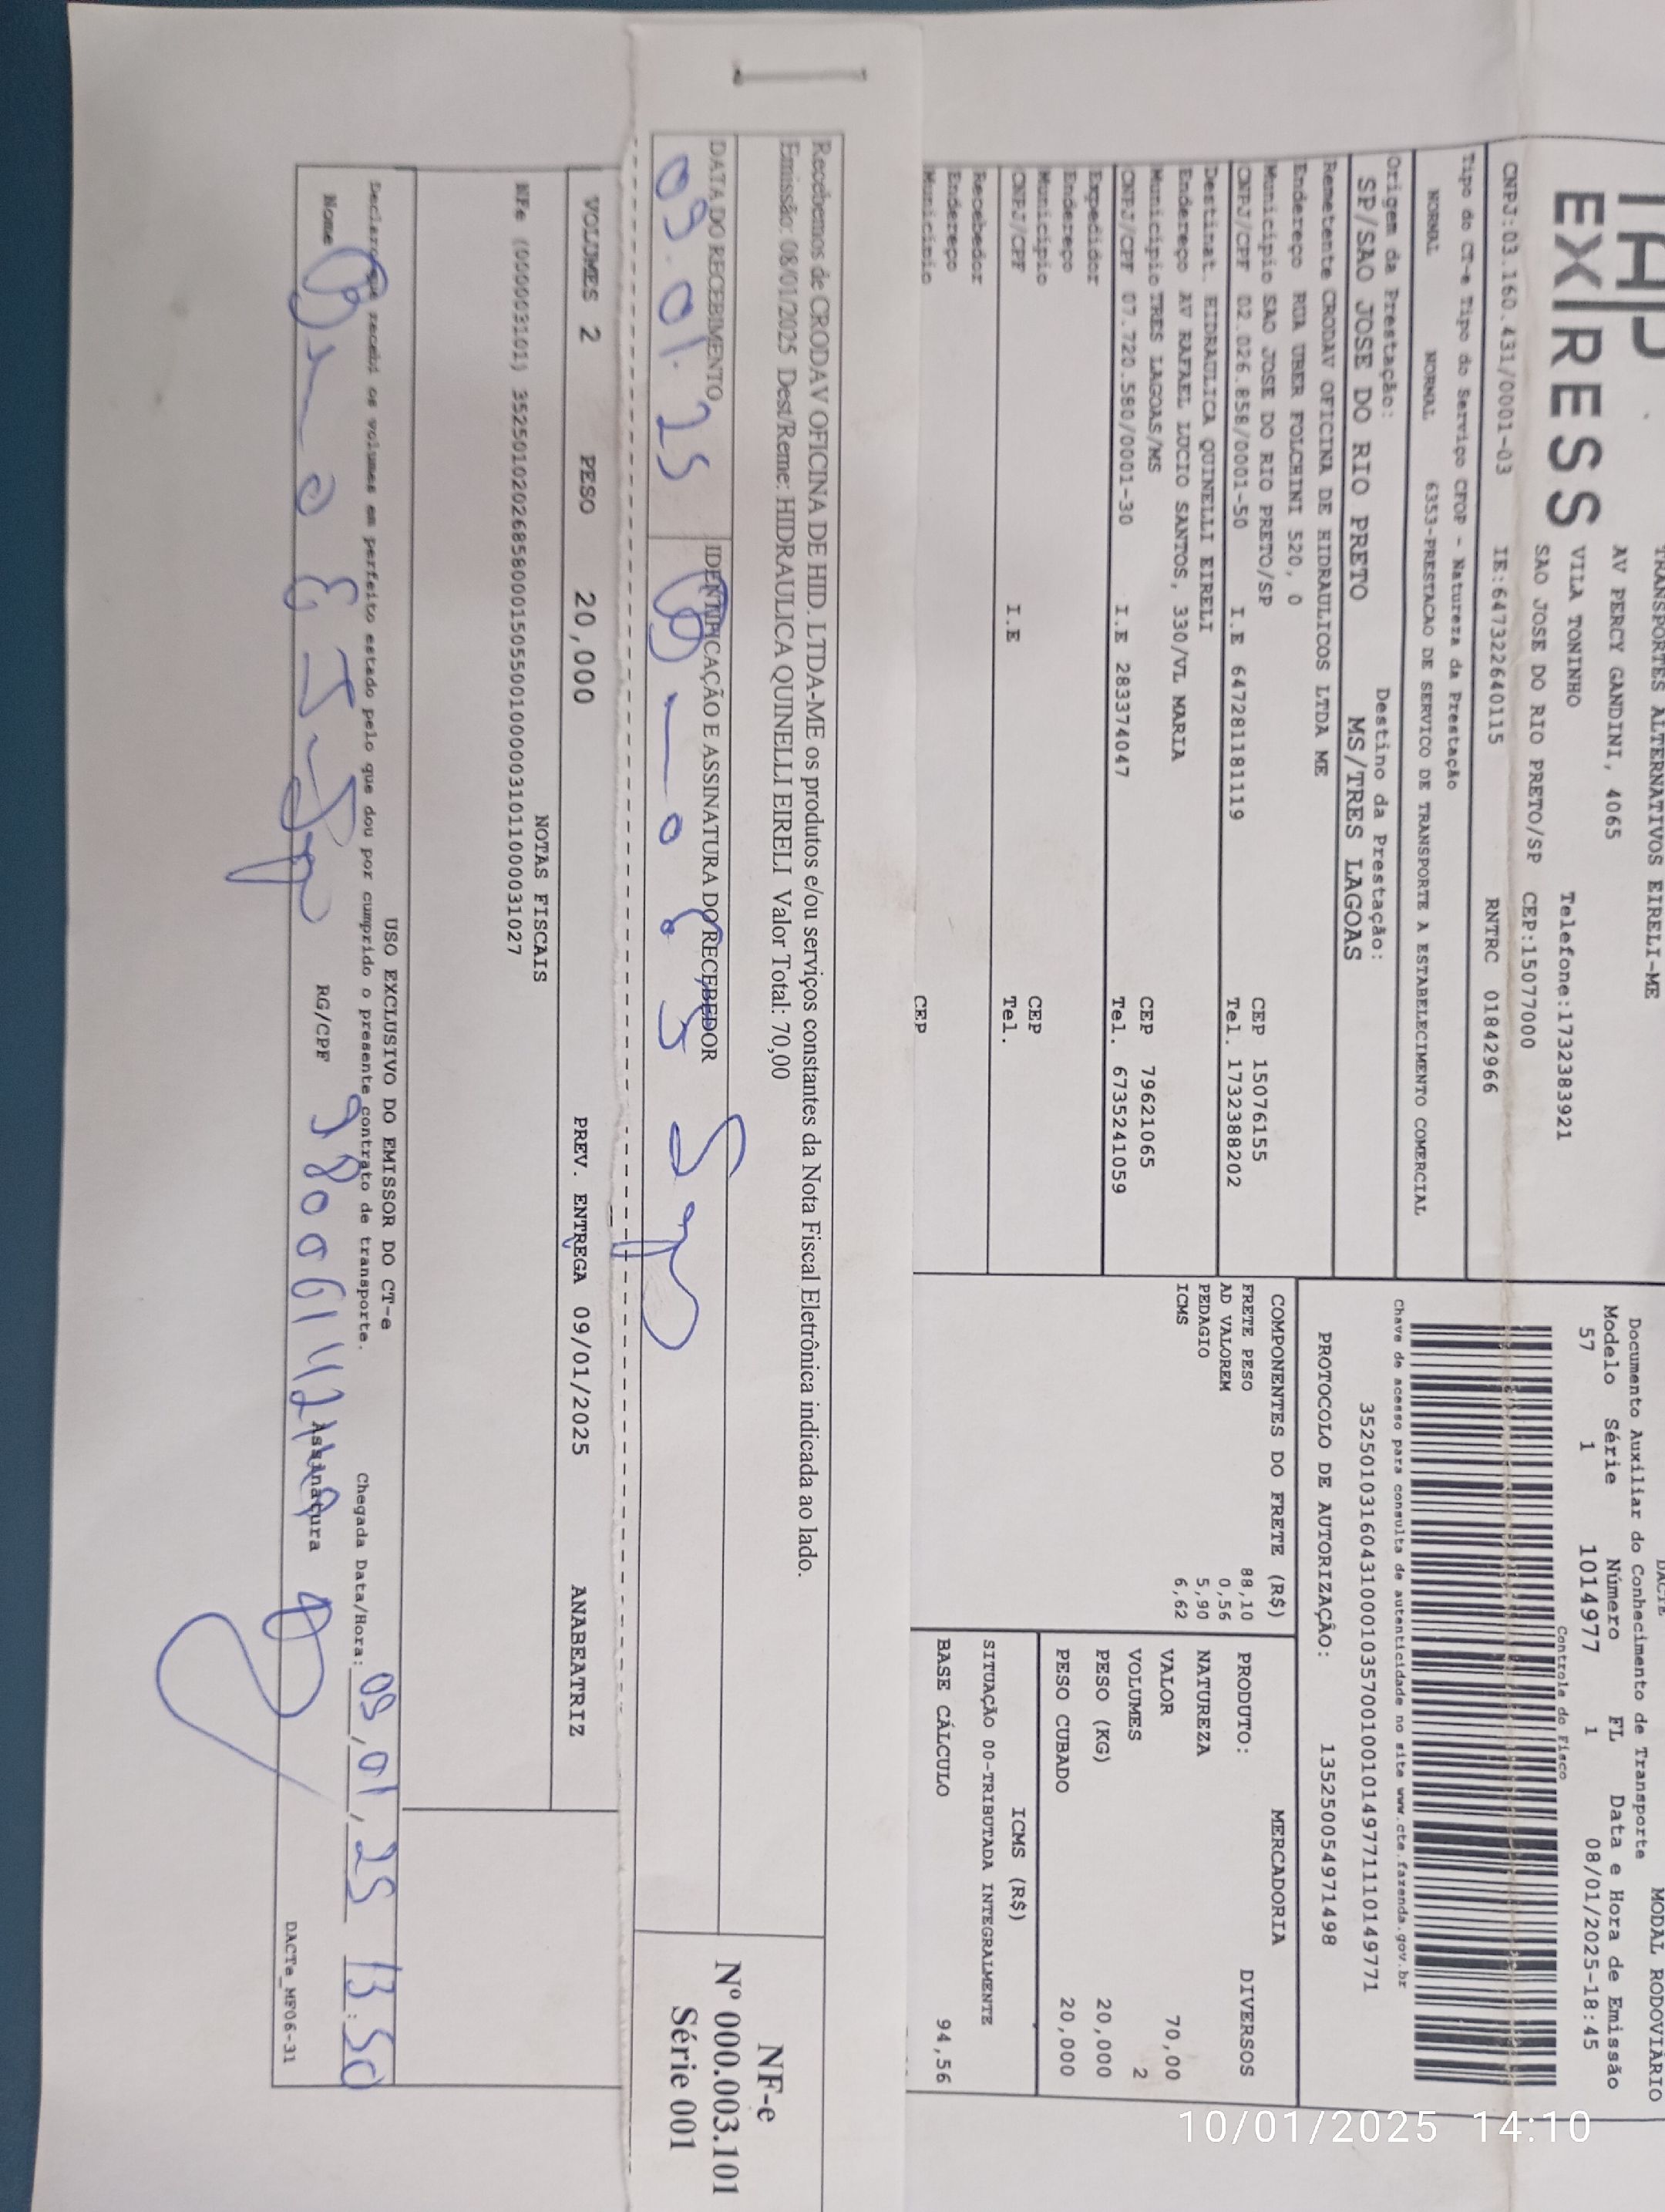 EXPRESS
TRANSPORTES ALTERNATIVOS EIRELI-ME
AV PERCY GANDINI, 4065
VILA TONINHO Telefone:1732383921
SAO JOSE DO RIO PRETO/SP CEP:15077000
CNPJ:03.160.431/0001-03 IE:647322640115 RNTRC 01842966
Tipo do CT-e Tipo do Serviço CFOP - Natureza da Prestação
NORMAL NORMAL 6353-PRESTACAO DE SERVICO DE TRANSPORTE A ESTABELECIMENTO COMERCIAL
Origem da Prestação: Destino da Prestação:
SP/SAO JOSE DO RIO PRETO MS/TRES LAGOAS
Remetente CRODAV OFICINA DE HIDRAULICOS LTDA ME
Endereço RUA UBER FOLCHINI 520, 0
Município SAO JOSE DO RIO PRETO/SP CEP 15076155
CNPJ/CPF 02.026.858/0001-50 I.E 647281181119 Tel. 1732388202
Destinat. HIDRAULICA QUINELLI EIRELI
Endereço AV RAFAEL LUCIO SANTOS, 330/VL MARIA
Município TRES LAGOAS/MS CEP 79621065
CNPJ/CPF 07.720.580/0001-30 I.E 283374047 Tel. 6735241059
Expedidor
Endereço
Município CEP
CNPJ/CPF I.E Tel.
Recebedor
Endereço
Município CEP
DACTE MODAL RODOVIÁRIO
Documento Auxiliar do Conhecimento de Transporte
Modelo Série Número FL Data e Hora de Emissão
57 1 1014977 1 08/01/2025-18:45
Controle do Fisco
Chave de acesso para consulta de autenticidade no site www.cte.fazenda.gov.br
35250103160431000103570010010149771110149771
PROTOCOLO DE AUTORIZAÇÃO: 135250054971498
COMPONENTES DO FRETE (R$)
FRETE PESO 88,10
AD VALOREM 0,56
PEDAGIO 5,90
ICMS 6,62
MERCADORIA
PRODUTO: DIVERSOS
NATUREZA
VALOR 70,00
VOLUMES 2
PESO (KG) 20,000
PESO CUBADO 20,000
ICMS (R$)
SITUAÇÃO 00-TRIBUTADA INTEGRALMENTE
BASE CÁLCULO 94,56
Recebemos de CRODAV OFICINA DE HID. LTDA-ME os produtos e/ou serviços constantes da Nota Fiscal Eletrônica indicada ao lado.
Emissão: 08/01/2025 Dest/Reme: HIDRAULICA QUINELLI EIRELI Valor Total: 70,00
DATA DO RECEBIMENTO IDENTIFICAÇÃO E ASSINATURA DO RECEBEDOR
09.01.25
NF-e
Nº 000.003.101
Série 001
VOLUMES 2 PESO 20,000 PREV. ENTREGA 09/01/2025 ANABEATRIZ
NOTAS FISCAIS
NFe (000003101) 35250102026858000150550010000031011000031027
USO EXCLUSIVO DO EMISSOR DO CT-e
Declaro que recebi os volumes em perfeito estado pelo que dou por cumprido o presente contrato de transporte. Chegada Data/Hora: 09/01/25 13:50
Nome RG/CPF Assinatura
DACTe_MF06-31
10/01/2025 14:10